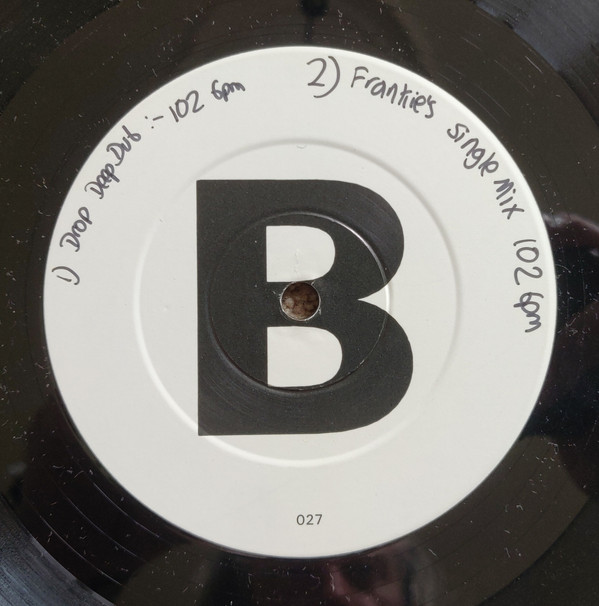 1) Drop Deep Dub :- 102 bpm
2) Frankie's single mix 102 bpm
B
027